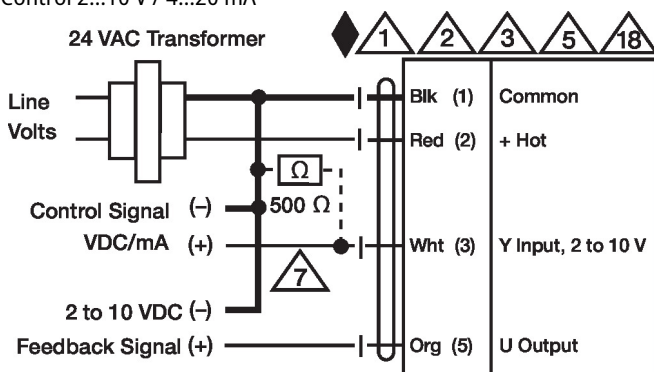 Control 2...10 V / 4...20 mA
24 VAC Transformer
1 2 3 5 18
Line
Volts
Blk (1) Common
Red (2) + Hot
Ω
500 Ω
Control Signal (–)
VDC/mA (+)
Wht (3) Y Input, 2 to 10 V
7
2 to 10 VDC (–)
Feedback Signal (+)
Org (5) U Output